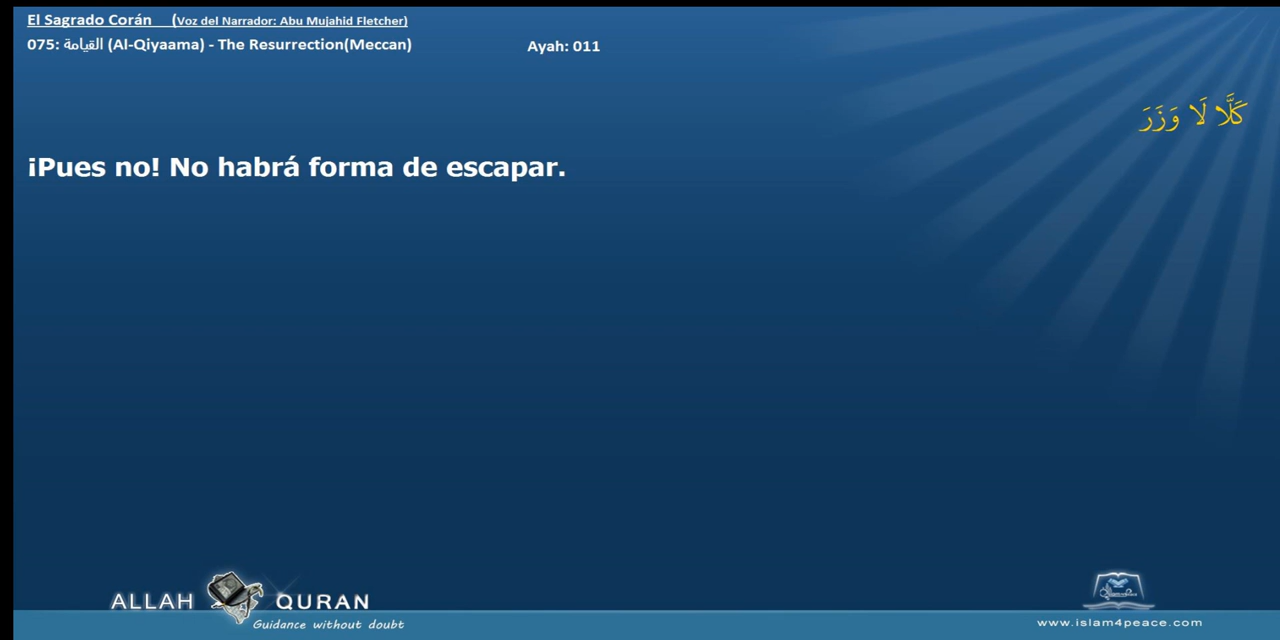 El Sagrado Corán (Voz del Narrador: Abu Mujahid Fletcher)
075: القيامة (Al-Qiyaama) - The Resurrection(Meccan) Ayah: 011
كَلَّا لَا وَزَرَ
¡Pues no! No habrá forma de escapar.
ALLAH QURAN
Guidance without doubt
www.islam4peace.com